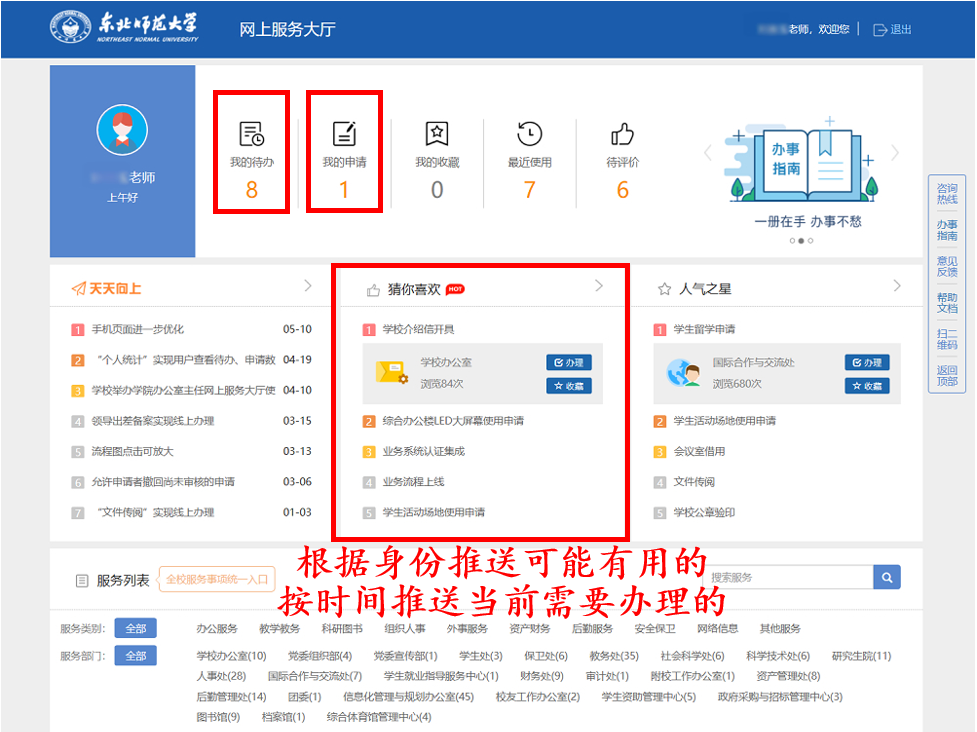 东北师范大学
NORTHEAST NORMAL UNIVERSITY
网上服务大厅
老师，欢迎您
退出
老师
上午好
我的待办
8
我的申请
1
我的收藏
0
最近使用
7
待评价
6
办事
指南
一册在手 办事不愁
咨询
热线
办事
指南
意见
反馈
帮助
文档
扫二
维码
返回
顶部
天天向上
1 手机页面进一步优化 05-10
2 “个人统计”实现用户查看待办、申请数 04-19
3 学校举办学院办公室主任网上服务大厅使 04-10
4 领导出差备案实现线上办理 03-15
5 流程图点击可放大 03-13
6 允许申请者撤回尚未审核的申请 03-06
7 “文件传阅”实现线上办理 01-03
猜你喜欢 HOT
1 学校介绍信开具
学校办公室 办理
浏览84次 收藏
2 综合办公楼LED大屏幕使用申请
3 业务系统认证集成
4 业务流程上线
5 学生活动场地使用申请
人气之星
1 学生留学申请
国际合作与交流处 办理
浏览680次 收藏
2 学生活动场地使用申请
3 会议室借用
4 文件传阅
5 学校公章验印
根据身份推送可能有用的
按时间推送当前需要办理的
服务列表 全校服务事项统一入口 搜索服务
服务类别： 全部 办公服务 教学教务 科研图书 组织人事 外事服务 资产财务 后勤服务 安全保卫 网络信息 其他服务
服务部门： 全部 学校办公室(10) 党委组织部(4) 党委宣传部(1) 学生处(3) 保卫处(6) 教务处(35) 社会科学处(6) 科学技术处(6) 研究生院(11)
人事处(28) 国际合作与交流处(7) 学生就业指导服务中心(1) 财务处(9) 审计处(1) 附校工作办公室(1) 资产管理处(8)
后勤管理处(14) 团委(1) 信息化管理与规划办公室(45) 校友工作办公室(2) 学生资助管理中心(5) 政府采购与招标管理中心(3)
图书馆(9) 档案馆(1) 综合体育馆管理中心(4)